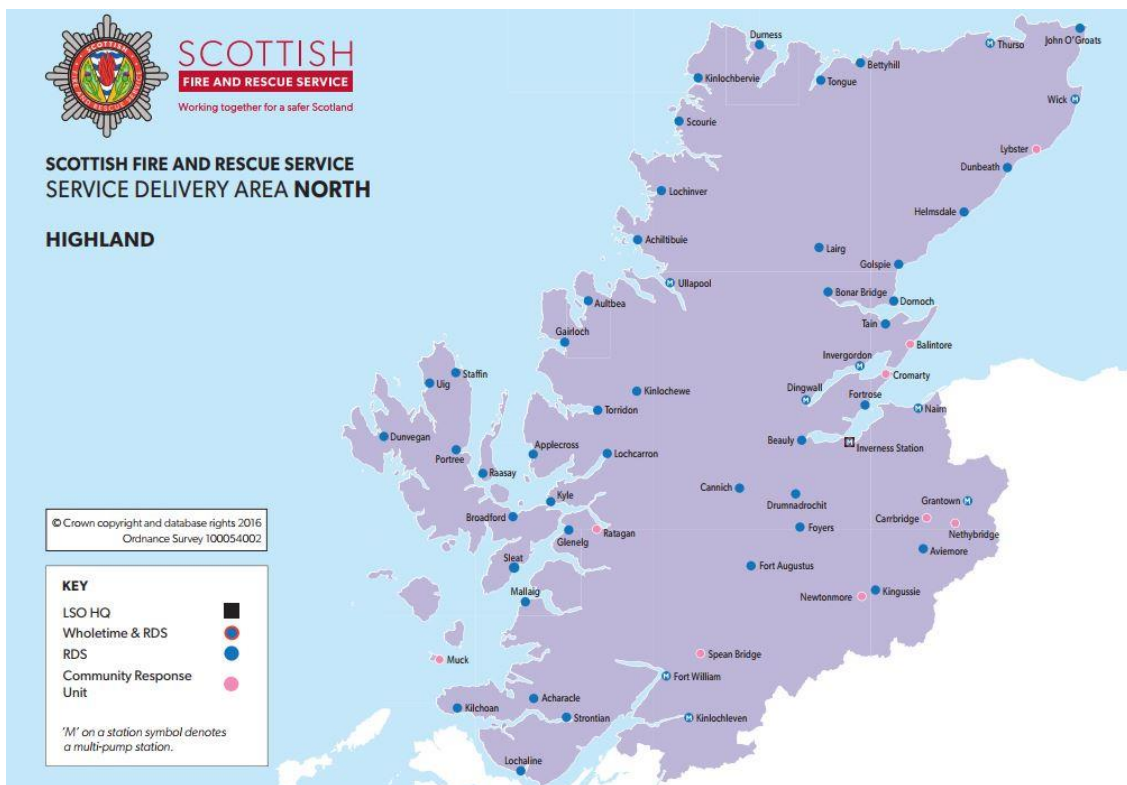 SCOTTISH
FIRE AND RESCUE SERVICE
Working together for a safer Scotland
SCOTTISH FIRE AND RESCUE SERVICE
SERVICE DELIVERY AREA NORTH
HIGHLAND
Durness
Thurso
John O'Groats
Kinlochbervie
Tongue
Bettyhill
Wick
Scourie
Lybster
Dunbeath
Lochinver
Helmsdale
Achiltibuie
Lairg
Golspie
Ullapool
Bonar Bridge
Dornoch
Aultbea
Tain
Gairloch
Balintore
Invergordon
Staffin
Cromarty
Uig
Kinlochewe
Dingwall
Fortrose
Torridon
Nairn
Dunvegan
Beauly
Inverness Station
Portree
Applecross
Lochcarron
Raasay
Cannich
Drumnadrochit
Kyle
Grantown
Broadford
Carrbridge
Glenelg
Ratagan
Foyers
Nethybridge
Aviemore
Sleat
Fort Augustus
Mallaig
Newtonmore
Kingussie
Muck
Spean Bridge
Fort William
Acharacle
Kilchoan
Strontian
Kinlochleven
Lochaline
© Crown copyright and database rights 2016
Ordnance Survey 100054002
KEY
LSO HQ
Wholetime & RDS
RDS
Community Response
Unit
'M' on a station symbol denotes
a multi-pump station.